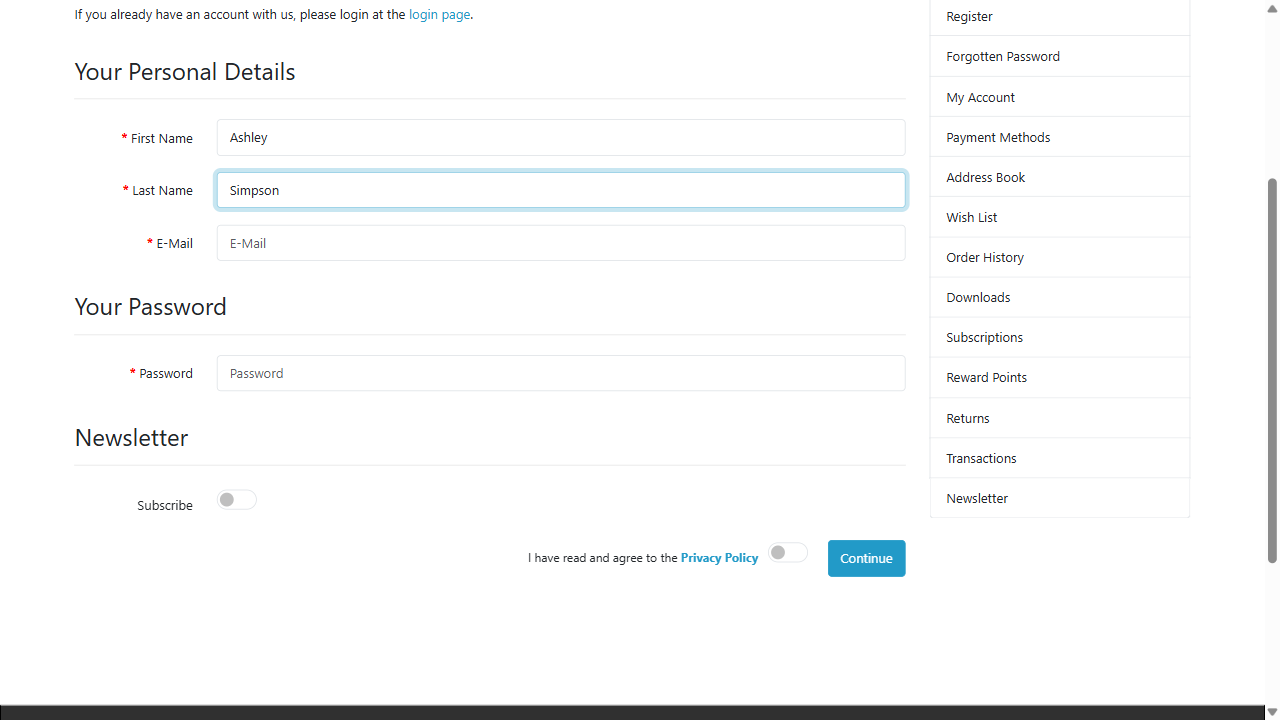 If you already have an account with us, please login at the login page.
Your Personal Details
* First Name
Ashley
* Last Name
Simpson
* E-Mail
E-Mail
Your Password
* Password
Password
Newsletter
Subscribe
I have read and agree to the Privacy Policy
Continue
Register
Forgotten Password
My Account
Payment Methods
Address Book
Wish List
Order History
Downloads
Subscriptions
Reward Points
Returns
Transactions
Newsletter